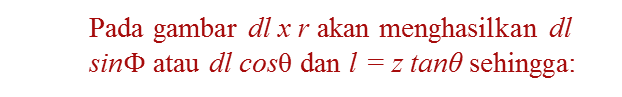 Pada gambar dl x r akan menghasilkan dl
sinΦ atau dl cosθ dan l = z tanθ sehingga: